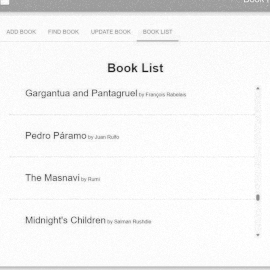 ADD BOOK FIND BOOK UPDATE BOOK BOOK LIST
Book List
Gargantua and Pantagruel by François Rabelais
Pedro Páramo by Juan Rulfo
The Masnavi by Rumi
Midnight's Children by Salman Rushdie